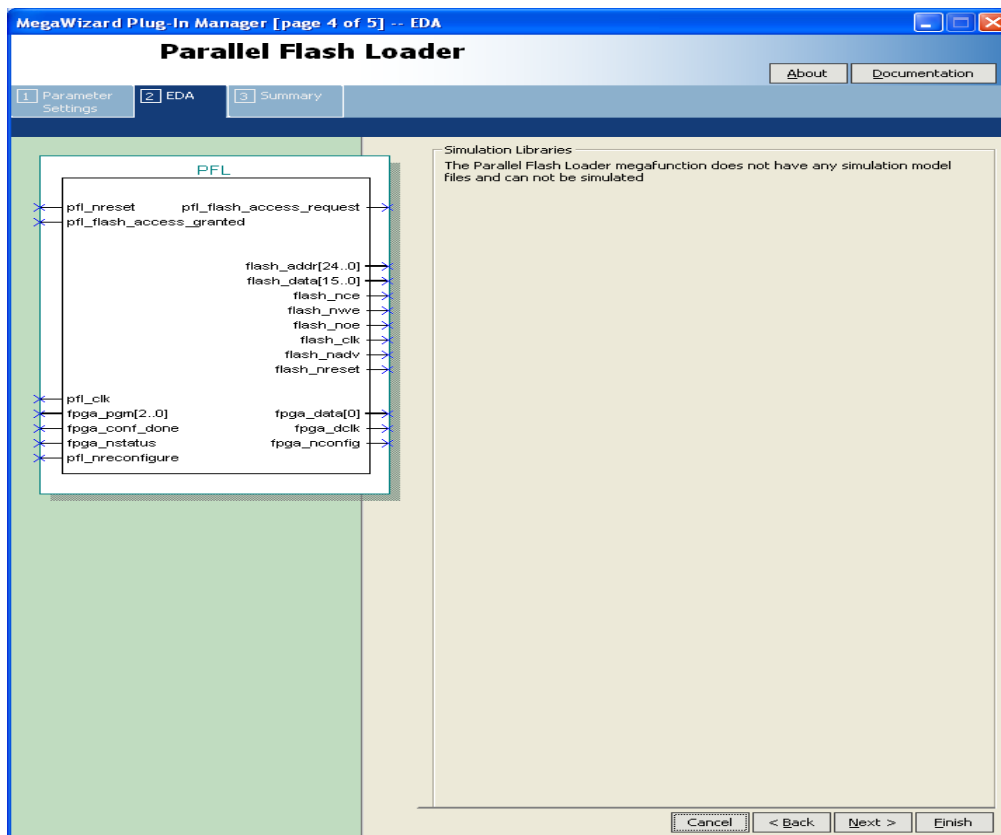 MegaWizard Plug-In Manager [page 4 of 5] -- EDA
Parallel Flash Loader
About
Documentation
1 Parameter
Settings
2 EDA
3 Summary
PFL
pfl_nreset pfl_flash_access_request
pfl_flash_access_granted
flash_addr[24..0]
flash_data[15..0]
flash_nce
flash_nwe
flash_noe
flash_clk
flash_nadv
flash_nreset
pfl_clk
fpga_pgm[2..0] fpga_data[0]
fpga_conf_done fpga_dclk
fpga_nstatus fpga_nconfig
pfl_nreconfigure
Simulation Libraries
The Parallel Flash Loader megafunction does not have any simulation model
files and can not be simulated
Cancel
< Back
Next >
Finish